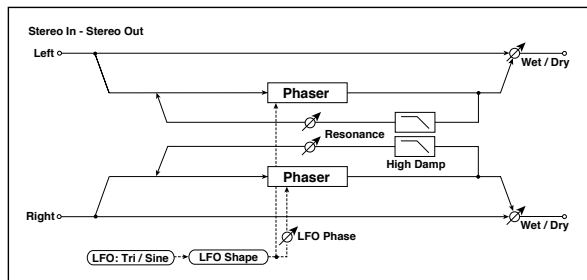 Stereo In - Stereo Out
Left
Wet / Dry
Phaser
Resonance
High Damp
Phaser
Right
Wet / Dry
LFO Phase
LFO: Tri / Sine
LFO Shape